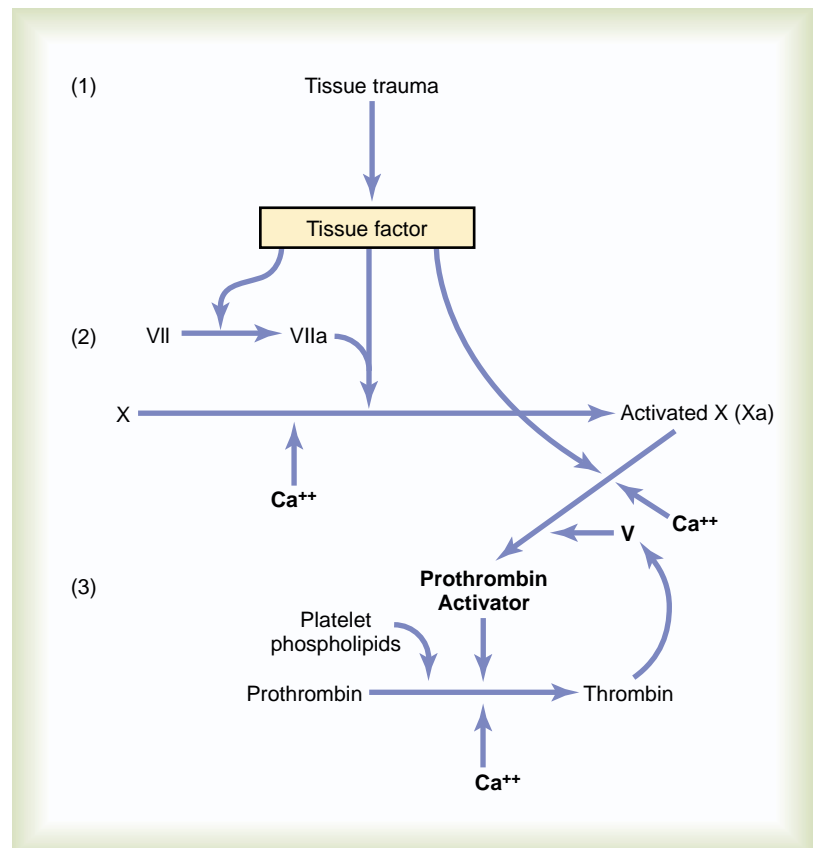 (1)
Tissue trauma
Tissue factor
(2)
VII
VIIa
X
Activated X (Xa)
Ca++
Ca++
V
(3)
Prothrombin
Activator
Platelet
phospholipids
Prothrombin
Thrombin
Ca++